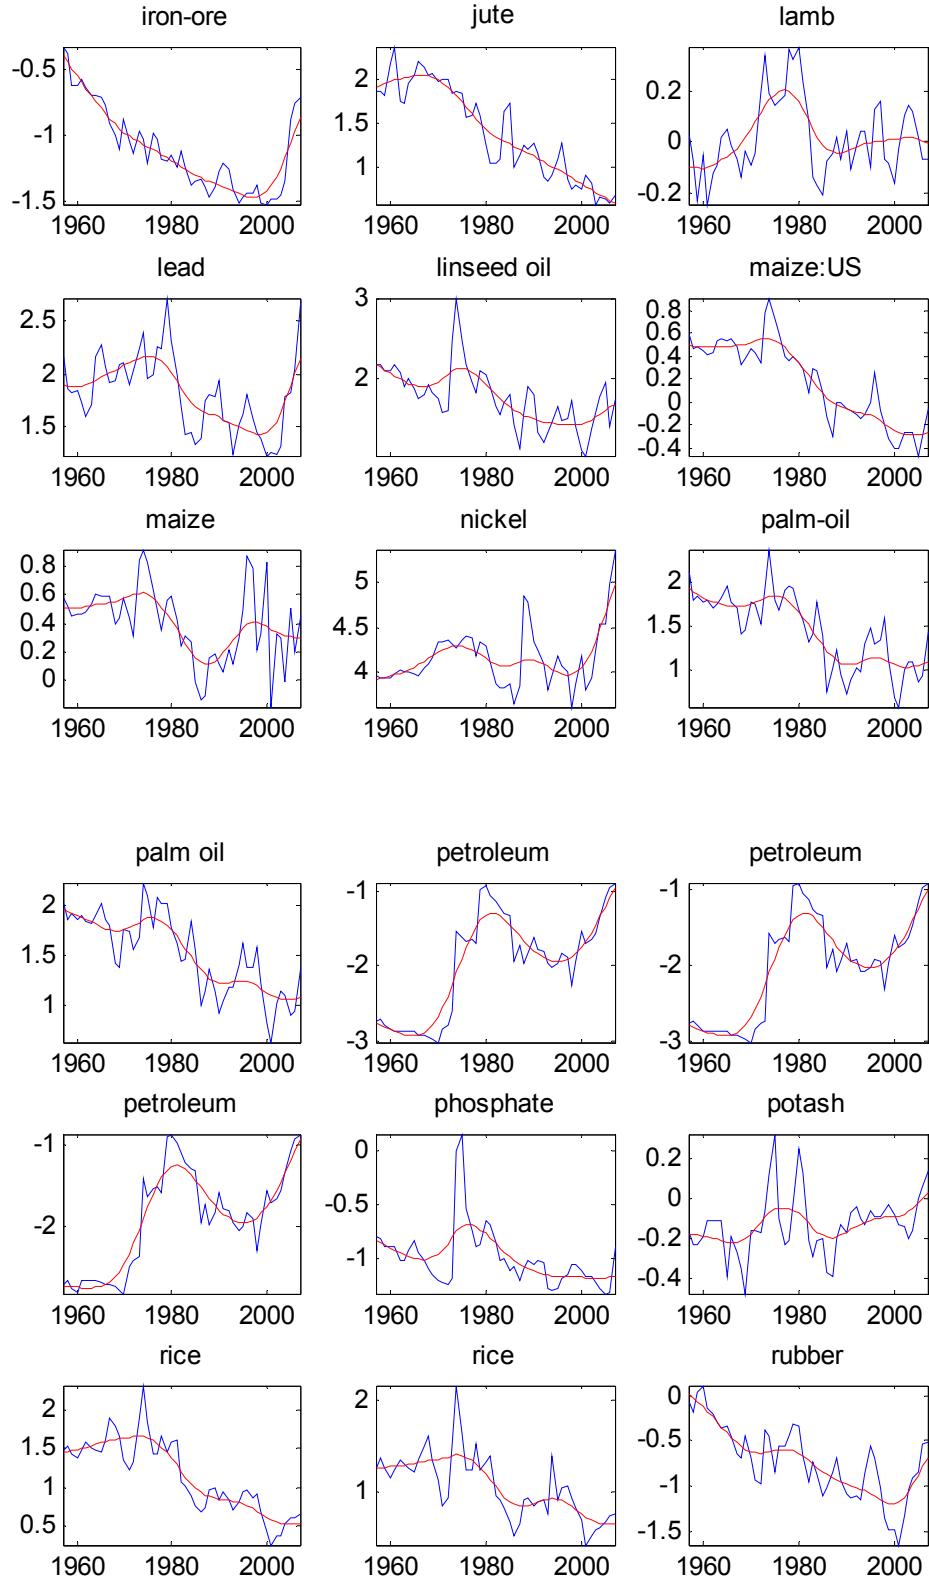 iron-ore jute lamb
-0.5 2 0.2
-1 1.5 0
-1.5 1 -0.2
1960 1980 2000 1960 1980 2000 1960 1980 2000
lead linseed oil maize:US
2.5 3 0.8
2 2 0.6
1.5 0.4
0.2
0
-0.2
-0.4
1960 1980 2000 1960 1980 2000 1960 1980 2000
maize nickel palm-oil
0.8 5 2
0.6 4.5 1.5
0.4 4 1
0.2
0
1960 1980 2000 1960 1980 2000 1960 1980 2000
palm oil petroleum petroleum
2 -1 -1
1.5 -2 -2
1 -3 -3
1960 1980 2000 1960 1980 2000 1960 1980 2000
petroleum phosphate potash
-1 0 0.2
-2 -0.5 0
-1 -0.2
-0.4
1960 1980 2000 1960 1980 2000 1960 1980 2000
rice rice rubber
2 2 0
1.5 1 -0.5
1 -1
0.5 -1.5
1960 1980 2000 1960 1980 2000 1960 1980 2000